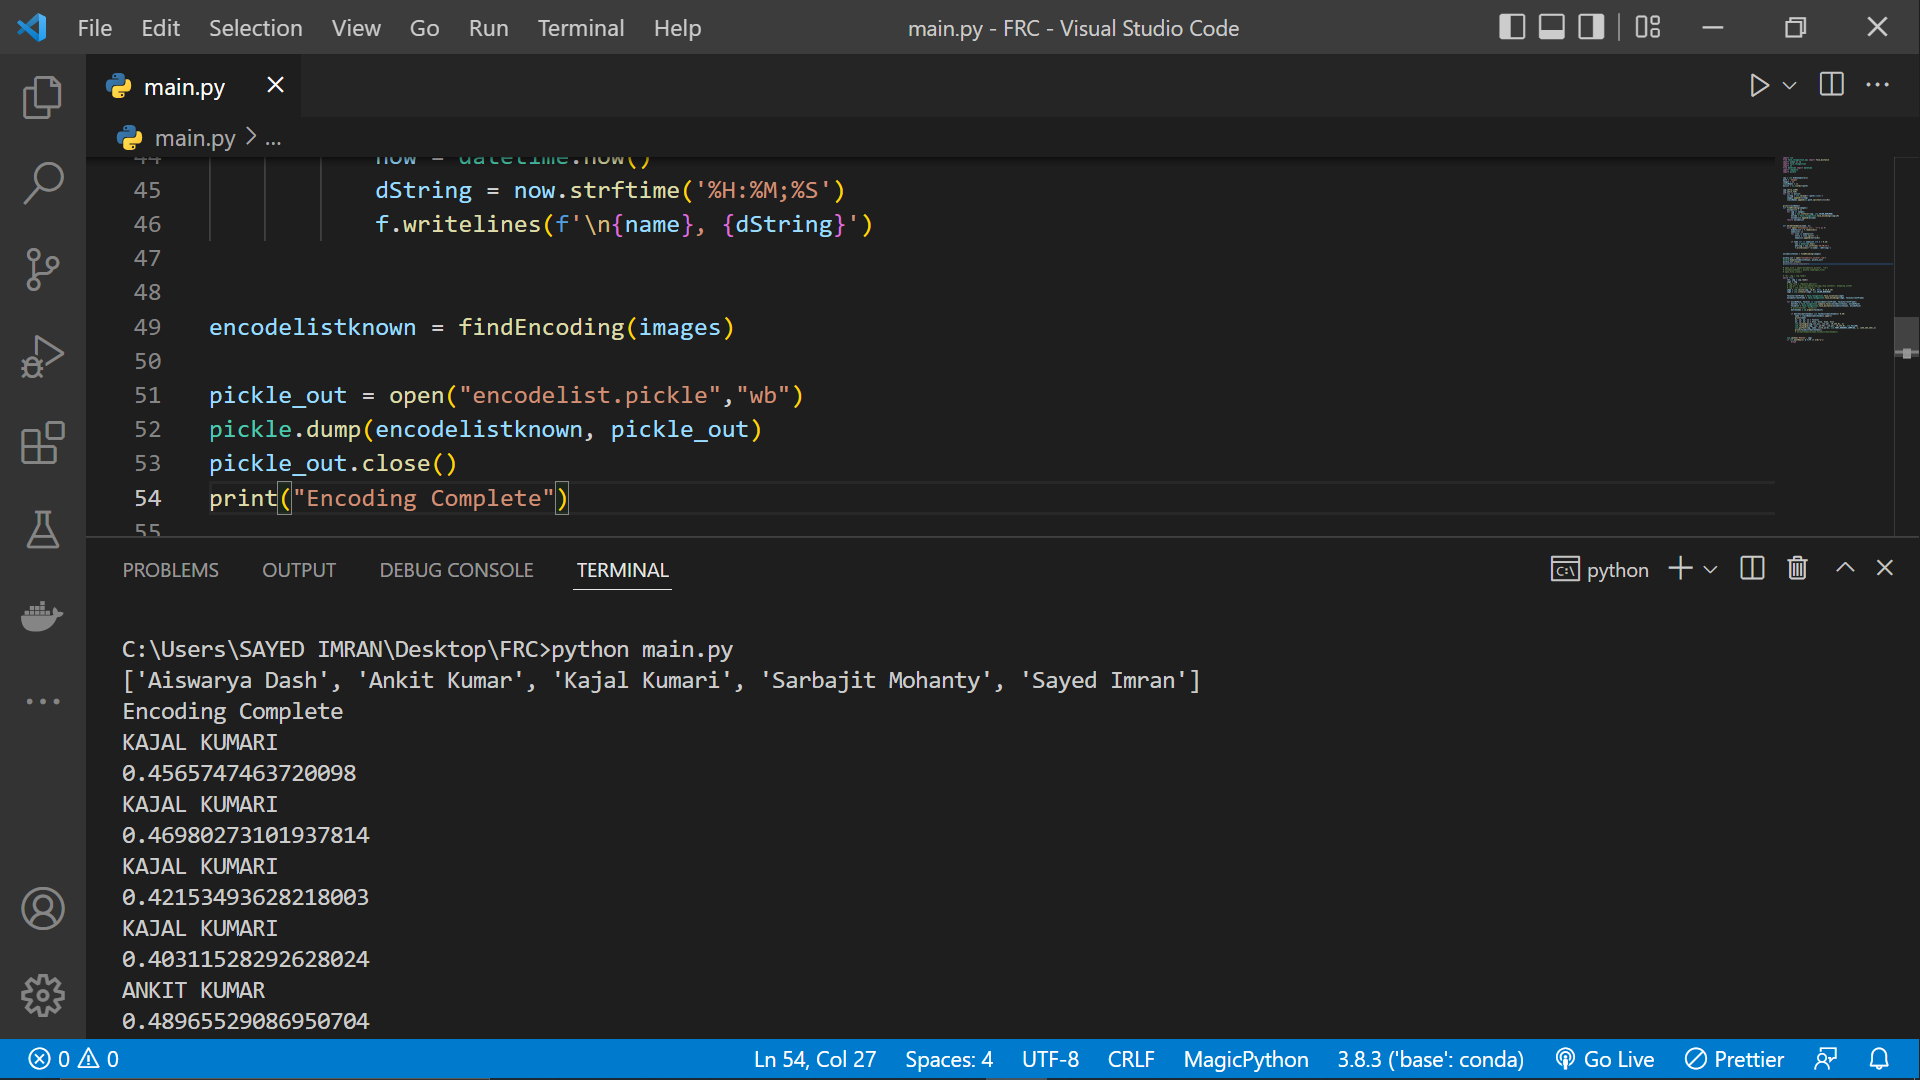 File Edit Selection View Go Run Terminal Help main.py - FRC - Visual Studio Code
main.py
main.py > ...
44 now = datetime.now()
45 dString = now.strftime('%H:%M;%S')
46 f.writelines(f'\n{name}, {dString}')
47
48
49 encodelistknown = findEncoding(images)
50
51 pickle_out = open("encodelist.pickle","wb")
52 pickle.dump(encodelistknown, pickle_out)
53 pickle_out.close()
54 print("Encoding Complete")
55
PROBLEMS OUTPUT DEBUG CONSOLE TERMINAL python
C:\Users\SAYED IMRAN\Desktop\FRC>python main.py
['Aiswarya Dash', 'Ankit Kumar', 'Kajal Kumari', 'Sarbajit Mohanty', 'Sayed Imran']
Encoding Complete
KAJAL KUMARI
0.4565747463720098
KAJAL KUMARI
0.46980273101937814
KAJAL KUMARI
0.42153493628218003
KAJAL KUMARI
0.40311528292628024
ANKIT KUMAR
0.48965529086950704
0 0 Ln 54, Col 27 Spaces: 4 UTF-8 CRLF MagicPython 3.8.3 ('base': conda) Go Live Prettier